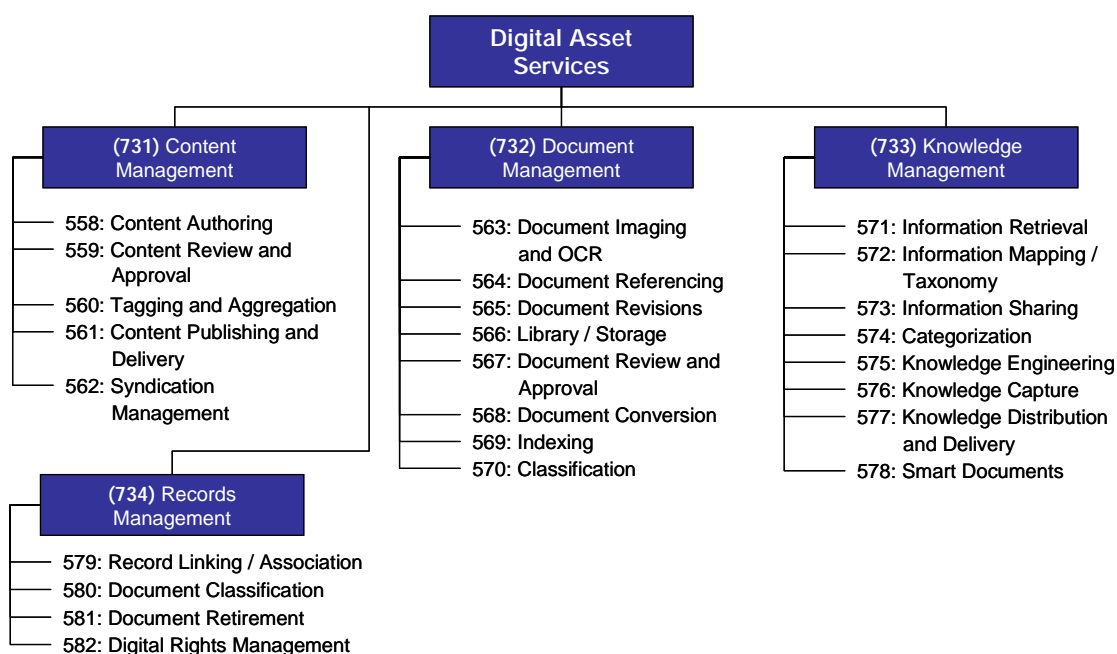 Digital Asset
Services
(731) Content
Management
558: Content Authoring
559: Content Review and
Approval
560: Tagging and Aggregation
561: Content Publishing and
Delivery
562: Syndication
Management
(732) Document
Management
563: Document Imaging
and OCR
564: Document Referencing
565: Document Revisions
566: Library / Storage
567: Document Review and
Approval
568: Document Conversion
569: Indexing
570: Classification
(733) Knowledge
Management
571: Information Retrieval
572: Information Mapping /
Taxonomy
573: Information Sharing
574: Categorization
575: Knowledge Engineering
576: Knowledge Capture
577: Knowledge Distribution
and Delivery
578: Smart Documents
(734) Records
Management
579: Record Linking / Association
580: Document Classification
581: Document Retirement
582: Digital Rights Management